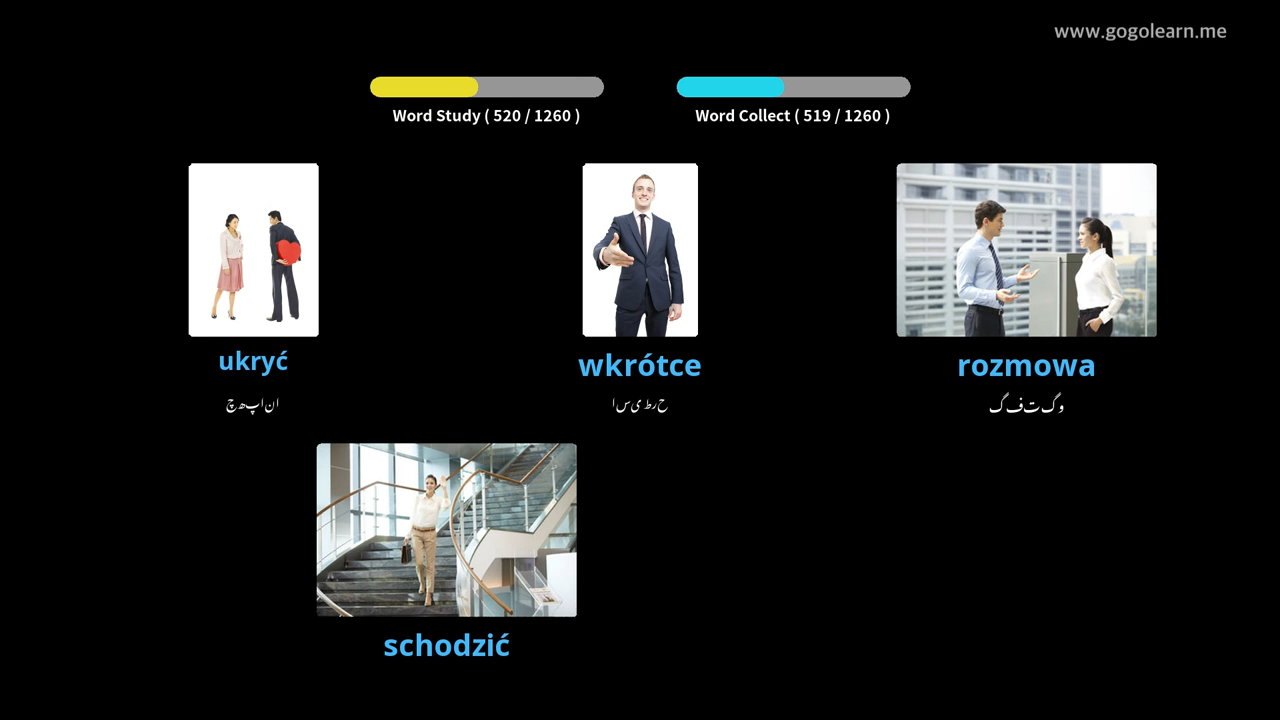 www.gogolearn.me
Word Study ( 520 / 1260 )
Word Collect ( 519 / 1260 )
ukryć
wkrótce
rozmowa
چھپانا
اسی طرح
گفتگو
schodzić